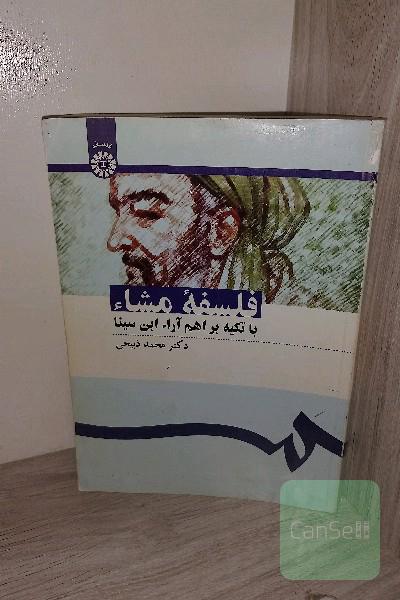 فلسفهٔ مشاء
با تکیه بر اهم آراء ابن سینا
دکتر محمد ذبیحی
CanSell